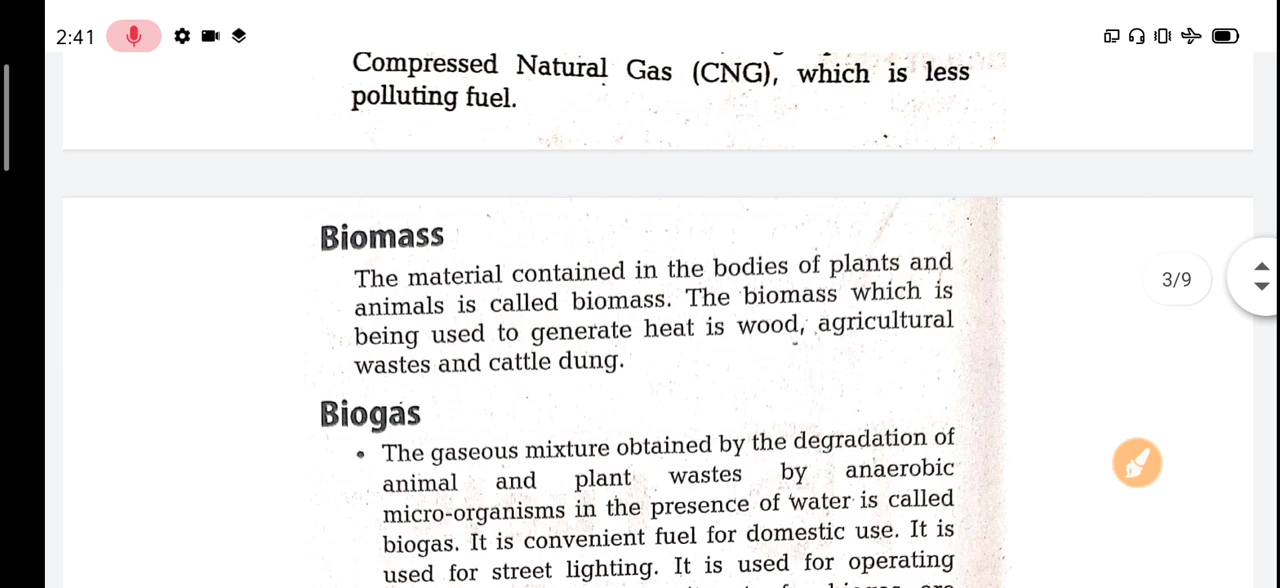 2:41
Compressed Natural Gas (CNG), which is less
polluting fuel.
Biomass
The material contained in the bodies of plants and
animals is called biomass. The biomass which is
being used to generate heat is wood, agricultural
wastes and cattle dung.
3/9
Biogas
• The gaseous mixture obtained by the degradation of
animal and plant wastes by anaerobic
micro-organisms in the presence of water is called
biogas. It is convenient fuel for domestic use. It is
used for street lighting. It is used for operating